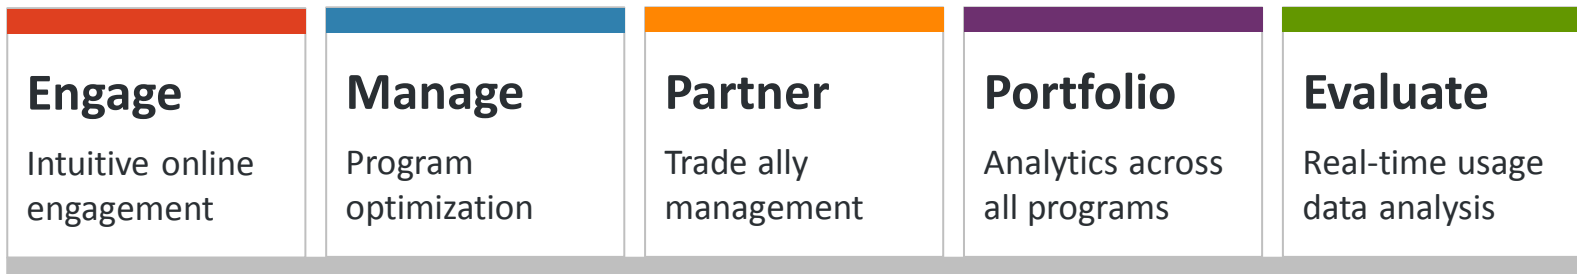 Engage
Intuitive online
engagement
Manage
Program
optimization
Partner
Trade ally
management
Portfolio
Analytics across
all programs
Evaluate
Real-time usage
data analysis